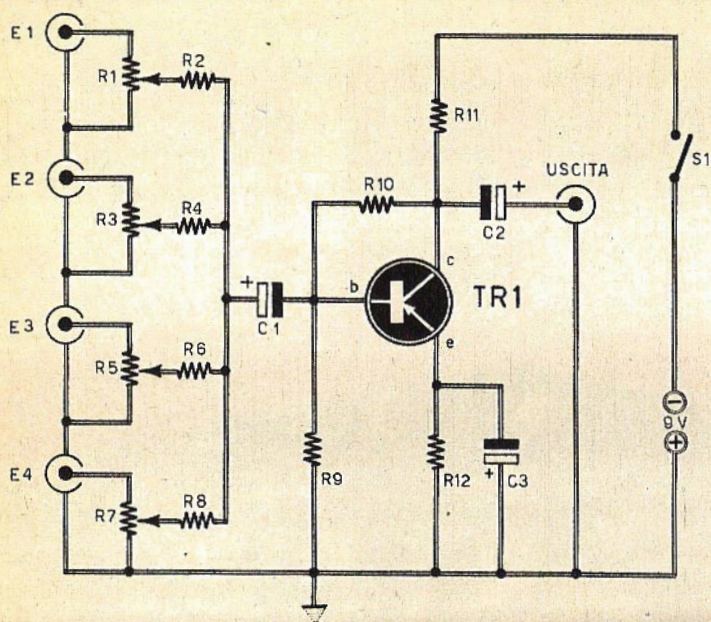 E1
R1
R2
R11
S1
E2
R3
R4
R10
USCITA
+
C2
c
b
TR1
+
C1
e
E3
R5
R6
−
9V
+
E4
R7
R8
R9
R12
+
C3